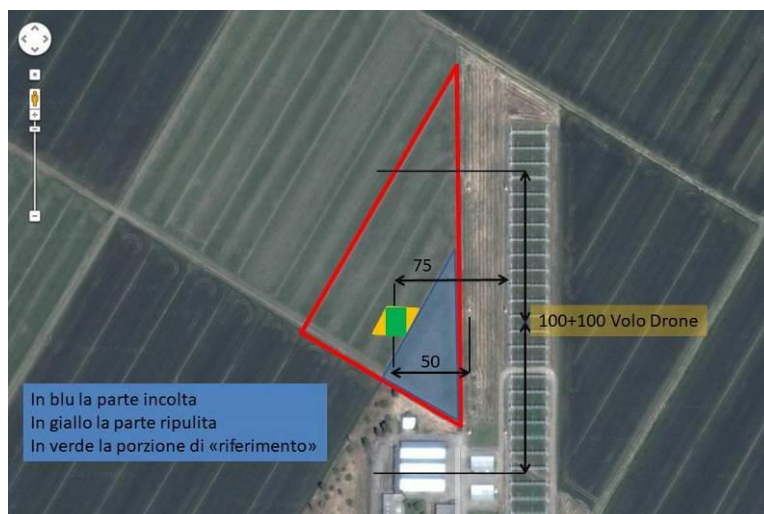 75
100+100 Volo Drone
50
In blu la parte incolta
In giallo la parte ripulita
In verde la porzione di «riferimento»